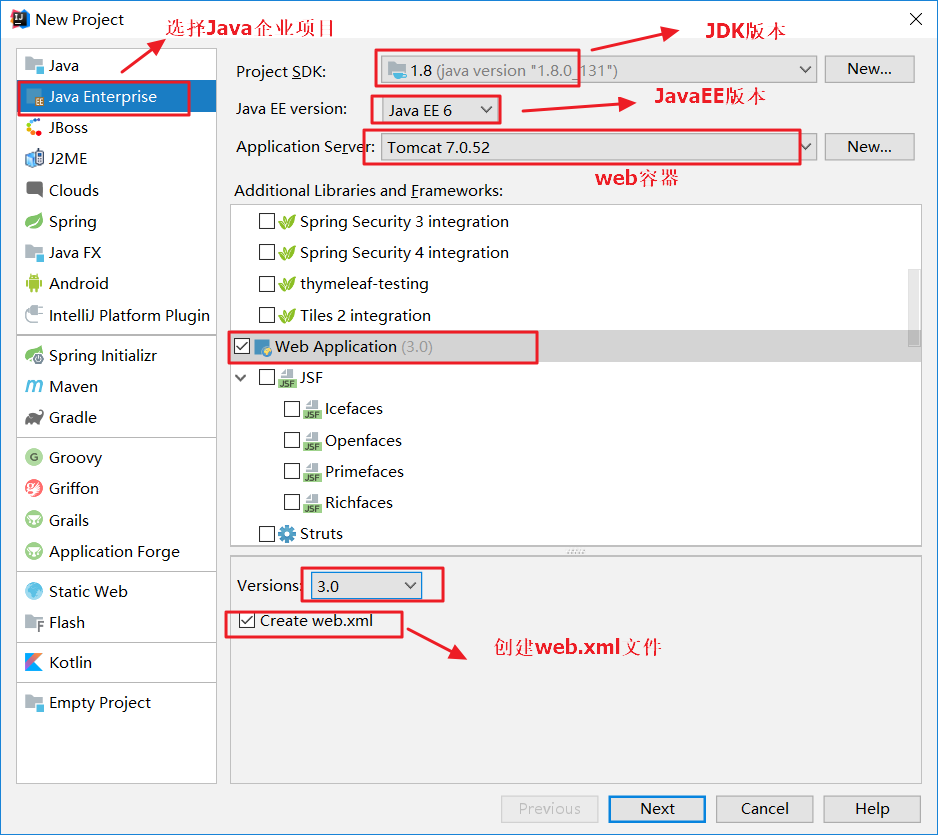 New Project
选择Java企业项目
Java
Java Enterprise
JBoss
J2ME
Clouds
Spring
Java FX
Android
IntelliJ Platform Plugin
Spring Initializr
Maven
Gradle
Groovy
Griffon
Grails
Application Forge
Static Web
Flash
Kotlin
Empty Project
JDK版本
Project SDK: 1.8 (java version "1.8.0_131") New...
JavaEE版本
Java EE version: Java EE 6
Application Server: Tomcat 7.0.52 New...
web容器
Additional Libraries and Frameworks:
Spring Security 3 integration
Spring Security 4 integration
thymeleaf-testing
Tiles 2 integration
Web Application (3.0)
JSF
Icefaces
Openfaces
Primefaces
Richfaces
Struts
Versions: 3.0
Create web.xml
创建web.xml文件
Previous Next Cancel Help